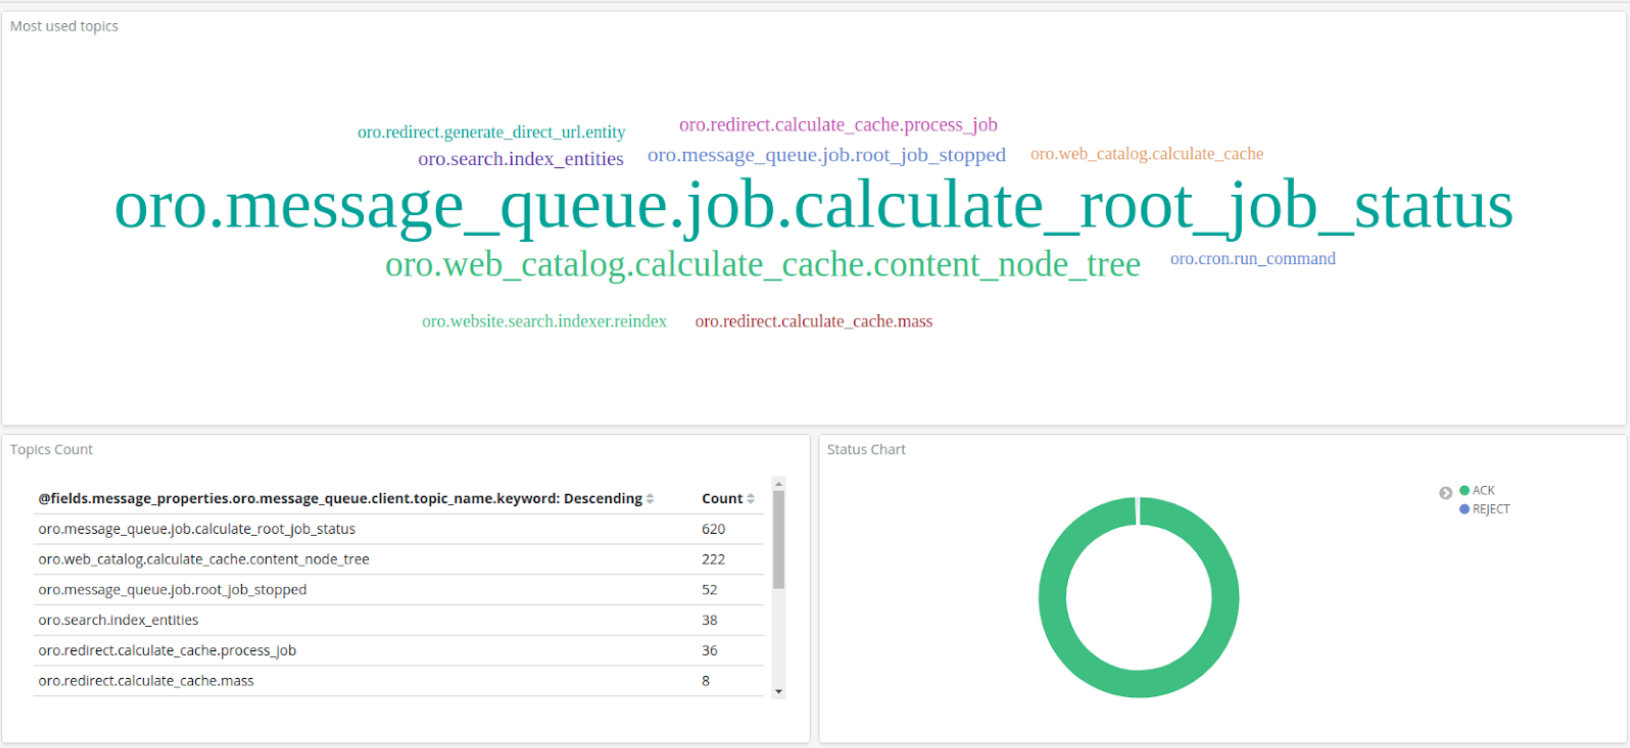 Most used topics
oro.redirect.generate_direct_url.entity
oro.redirect.calculate_cache.process_job
oro.search.index_entities
oro.message_queue.job.root_job_stopped
oro.web_catalog.calculate_cache
oro.message_queue.job.calculate_root_job_status
oro.web_catalog.calculate_cache.content_node_tree
oro.cron.run_command
oro.website.search.indexer.reindex
oro.redirect.calculate_cache.mass
Topics Count
@fields.message_properties.oro.message_queue.client.topic_name.keyword: Descending Count
oro.message_queue.job.calculate_root_job_status 620
oro.web_catalog.calculate_cache.content_node_tree 222
oro.message_queue.job.root_job_stopped 52
oro.search.index_entities 38
oro.redirect.calculate_cache.process_job 36
oro.redirect.calculate_cache.mass 8
Status Chart
ACK
REJECT